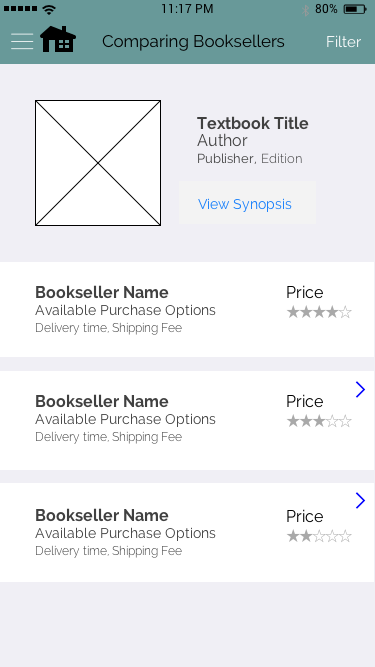 11:17 PM 80%
Comparing Booksellers Filter
Textbook Title
Author
Publisher, Edition
View Synopsis
Bookseller Name Price
Available Purchase Options
Delivery time, Shipping Fee
Bookseller Name Price
Available Purchase Options
Delivery time, Shipping Fee
Bookseller Name Price
Available Purchase Options
Delivery time, Shipping Fee